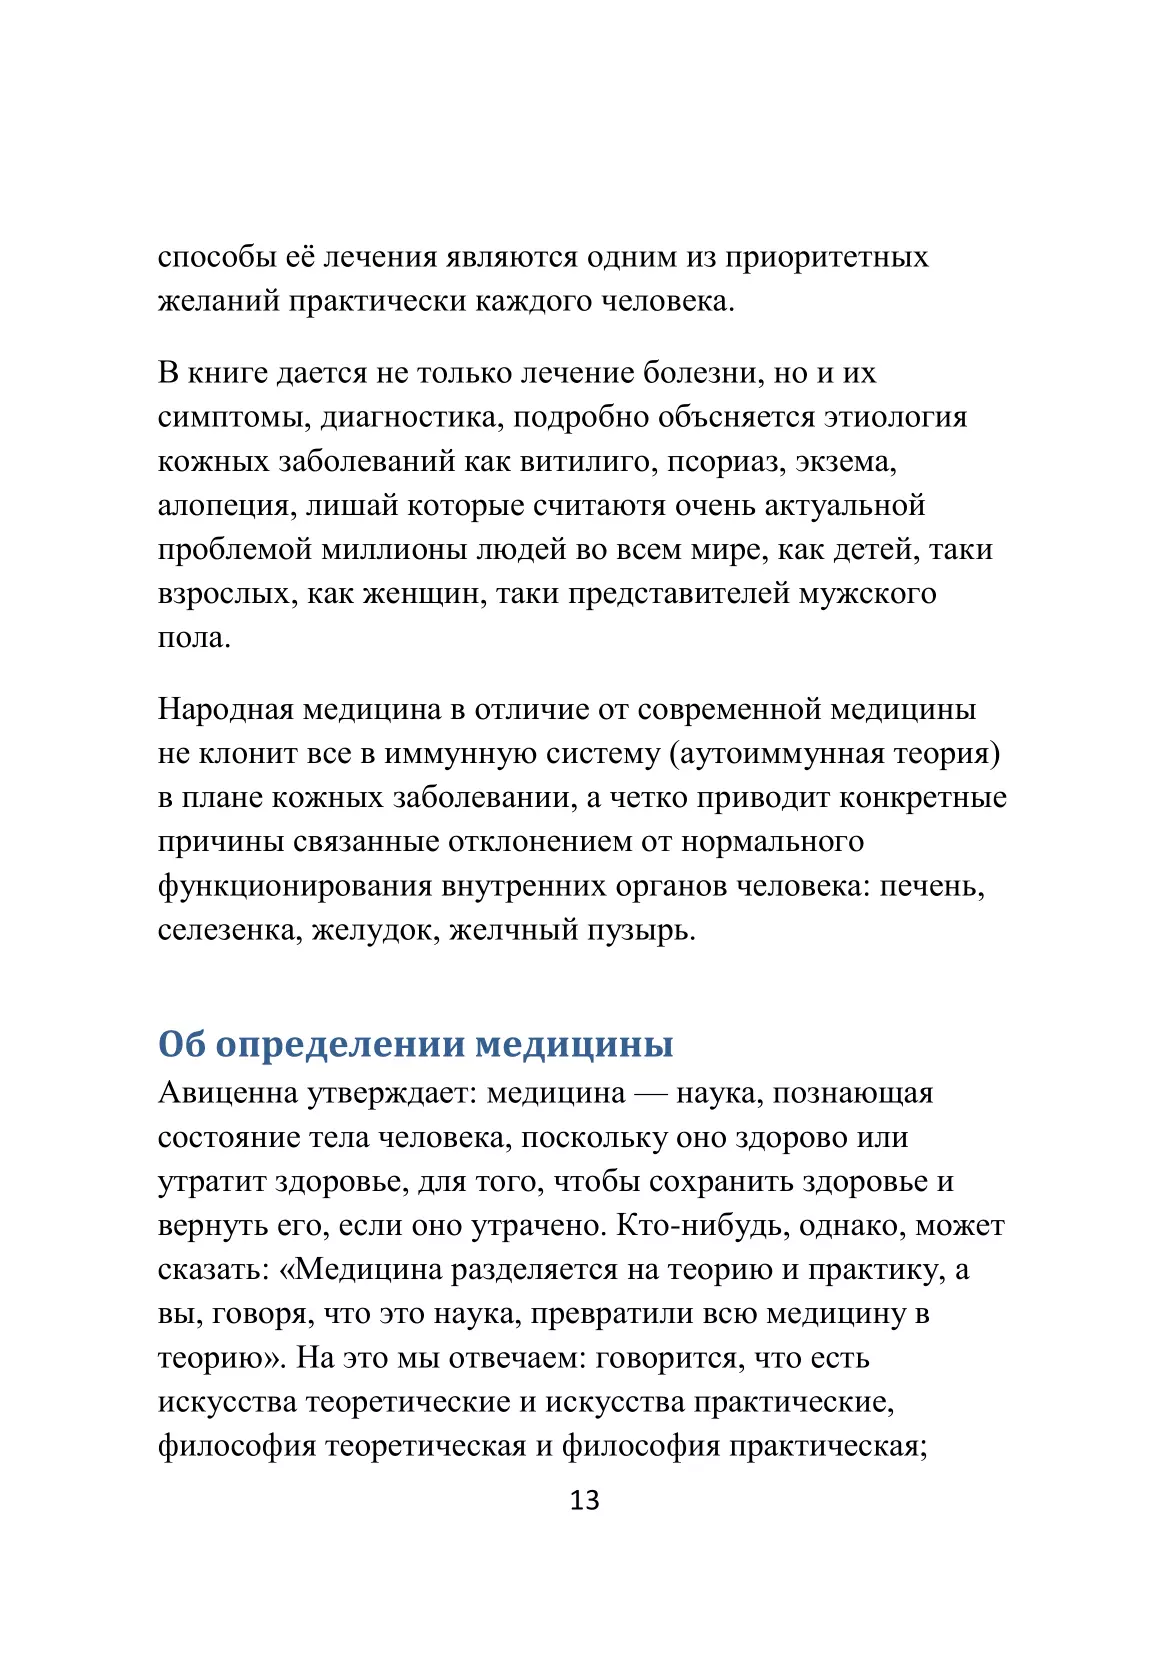 способы её лечения являются одним из приоритетных
желаний практически каждого человека.
В книге дается не только лечение болезни, но и их
симптомы, диагностика, подробно объсняется этиология
кожных заболеваний как витилиго, псориаз, экзема,
алопеция, лишай которые считаютя очень актуальной
проблемой миллионы людей во всем мире, как детей, таки
взрослых, как женщин, таки представителей мужского
пола.
Народная медицина в отличие от современной медицины
не клонит все в иммунную систему (аутоиммунная теория)
в плане кожных заболевании, а четко приводит конкретные
причины связанные отклонением от нормального
функционирования внутренних органов человека: печень,
селезенка, желудок, желчный пузырь.
Об определении медицины
Авиценна утверждает: медицина — наука, познающая
состояние тела человека, поскольку оно здорово или
утратит здоровье, для того, чтобы сохранить здоровье и
вернуть его, если оно утрачено. Кто-нибудь, однако, может
сказать: «Медицина разделяется на теорию и практику, а
вы, говоря, что это наука, превратили всю медицину в
теорию». На это мы отвечаем: говорится, что есть
искусства теоретические и искусства практические,
философия теоретическая и философия практическая;
13